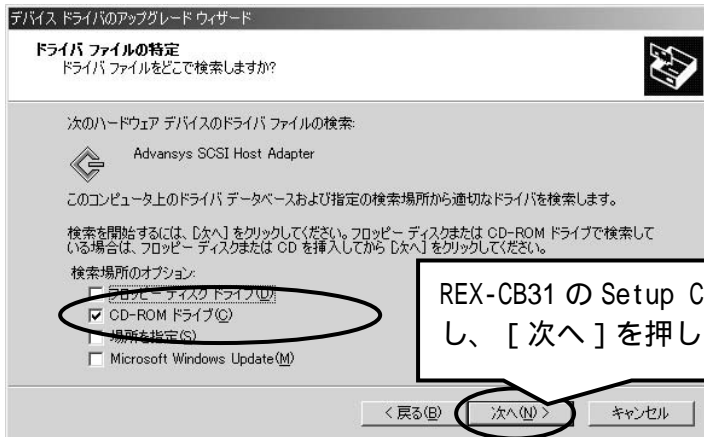 デバイス ドライバのアップグレード ウィザード
ドライバ ファイルの特定
ドライバ ファイルをどこで検索しますか?
次のハードウェア デバイスのドライバ ファイルの検索:
Advansys SCSI Host Adapter
このコンピュータ上のドライバ データベースおよび指定の検索場所から適切なドライバを検索します。
検索を開始するには、[次へ] をクリックしてください。フロッピー ディスクまたは CD-ROM ドライブで検索して
いる場合は、フロッピー ディスクまたは CD を挿入してから [次へ] をクリックしてください。
検索場所のオプション:
フロッピー ディスク ドライブ(D)
CD-ROM ドライブ(C)
場所を指定(S)
Microsoft Windows Update(M)
REX-CB31 の Setup C
し、 [ 次へ ] を押し
< 戻る(B)
次へ(N) >
キャンセル